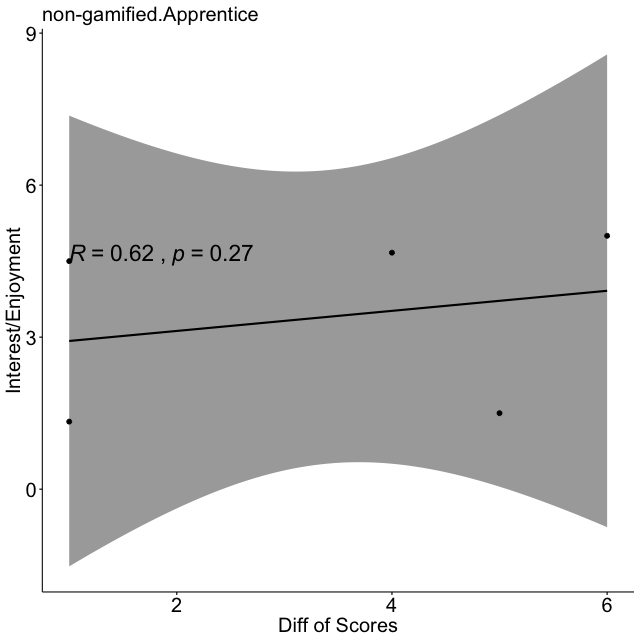 non-gamified.Apprentice
9
6
3
0
Interest/Enjoyment
R = 0.62 , p = 0.27
2 4 6
Diff of Scores